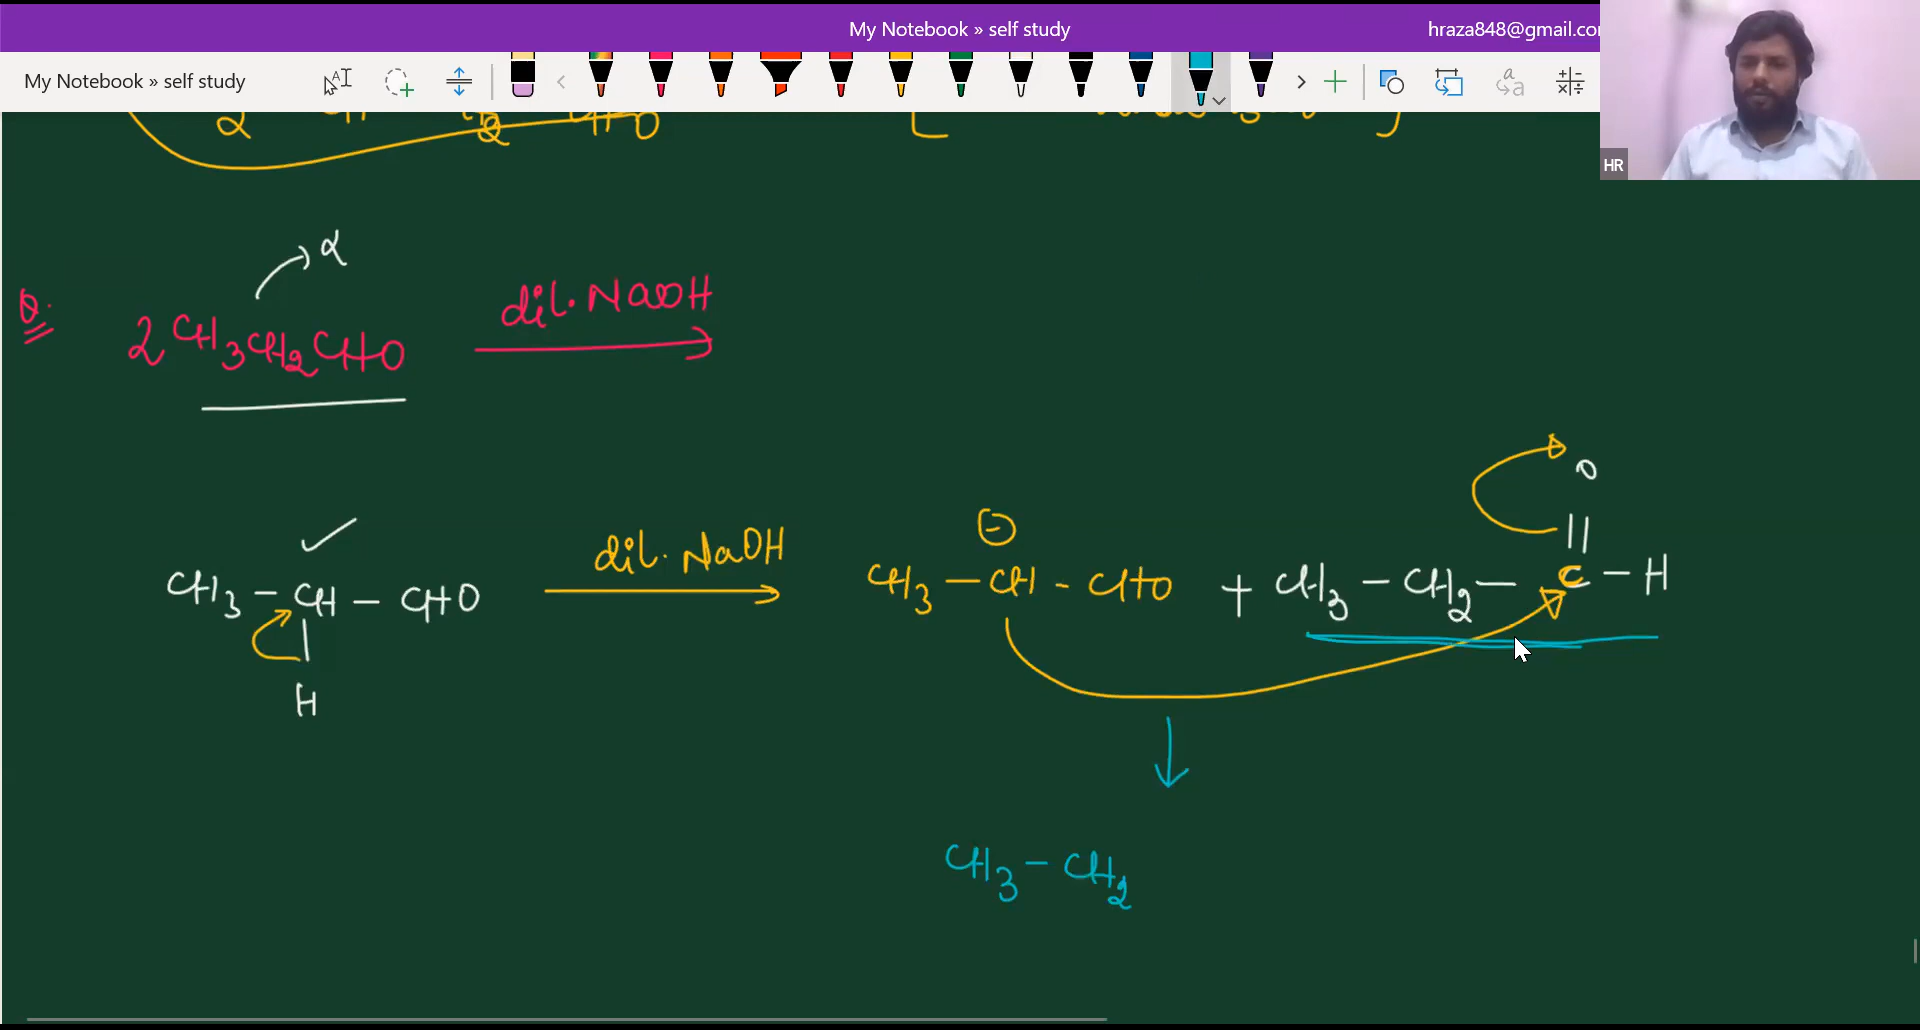 My Notebook » self study
hraza848@gmail.co
My Notebook » self study
HR
α
Q. 2CH3CH2CHO dil. NaOH
O
||
CH3 – CH – CHO dil. NaOH CH3 – CH – CHO + CH3 – CH2 – C – H
⊖
|
H
CH3 – CH2